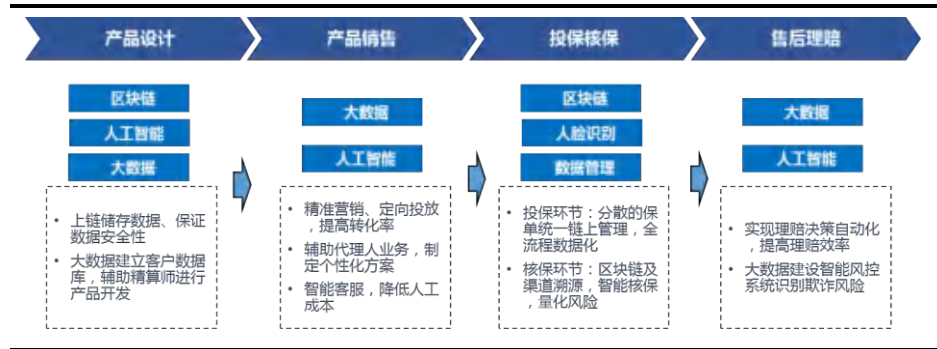 产品设计
产品销售
投保核保
售后理赔
区块链
人工智能
大数据
• 上链储存数据、保证
数据安全性
• 大数据建立客户数据
库，辅助精算师进行
产品开发
大数据
人工智能
• 精准营销、定向投放
，提高转化率
• 辅助代理人业务，制
定个性化方案
• 智能客服，降低人工
成本
区块链
人脸识别
数据管理
• 投保环节：分散的保
单统一链上管理，全
流程数据化
• 核保环节：区块链及
渠道溯源，智能核保
，量化风险
大数据
人工智能
• 实现理赔决策自动化
，提高理赔效率
• 大数据建设智能风控
系统识别欺诈风险